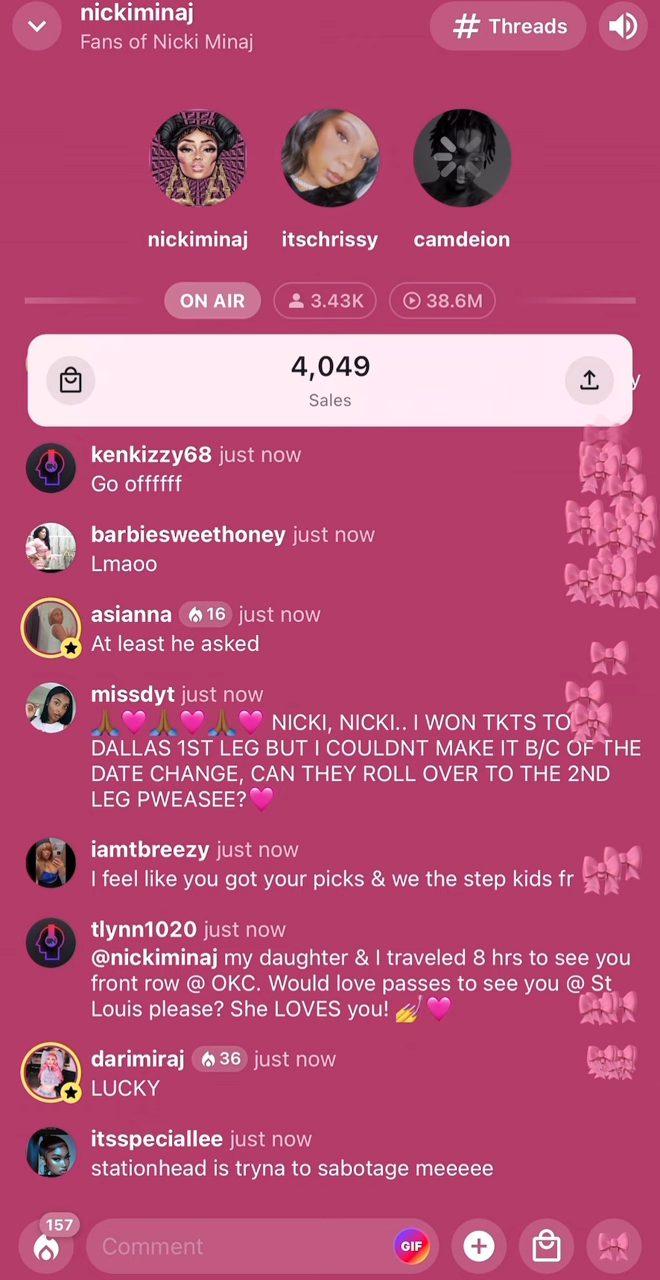 nickiminaj
Fans of Nicki Minaj
# Threads
nickiminaj
itschrissy
camdeion
ON AIR
3.43K
38.6M
4,049
Sales
y
kenkizzy68 just now
Go offffff
barbiesweethoney just now
Lmaoo
asianna 16 just now
At least he asked
missdyt just now
🙏🏾💗🙏🏾💗🙏🏾💗 NICKI, NICKI.. I WON TKTS TO
DALLAS 1ST LEG BUT I COULDNT MAKE IT B/C OF THE
DATE CHANGE, CAN THEY ROLL OVER TO THE 2ND
LEG PWEASEE?💗
iamtbreezy just now
I feel like you got your picks & we the step kids fr
tlynn1020 just now
@nickiminaj my daughter & I traveled 8 hrs to see you
front row @ OKC. Would love passes to see you @ St
Louis please? She LOVES you! 💅💗
darimiraj 36 just now
LUCKY
itsspeciallee just now
stationhead is tryna to sabotage meeeee
157
Comment
GIF